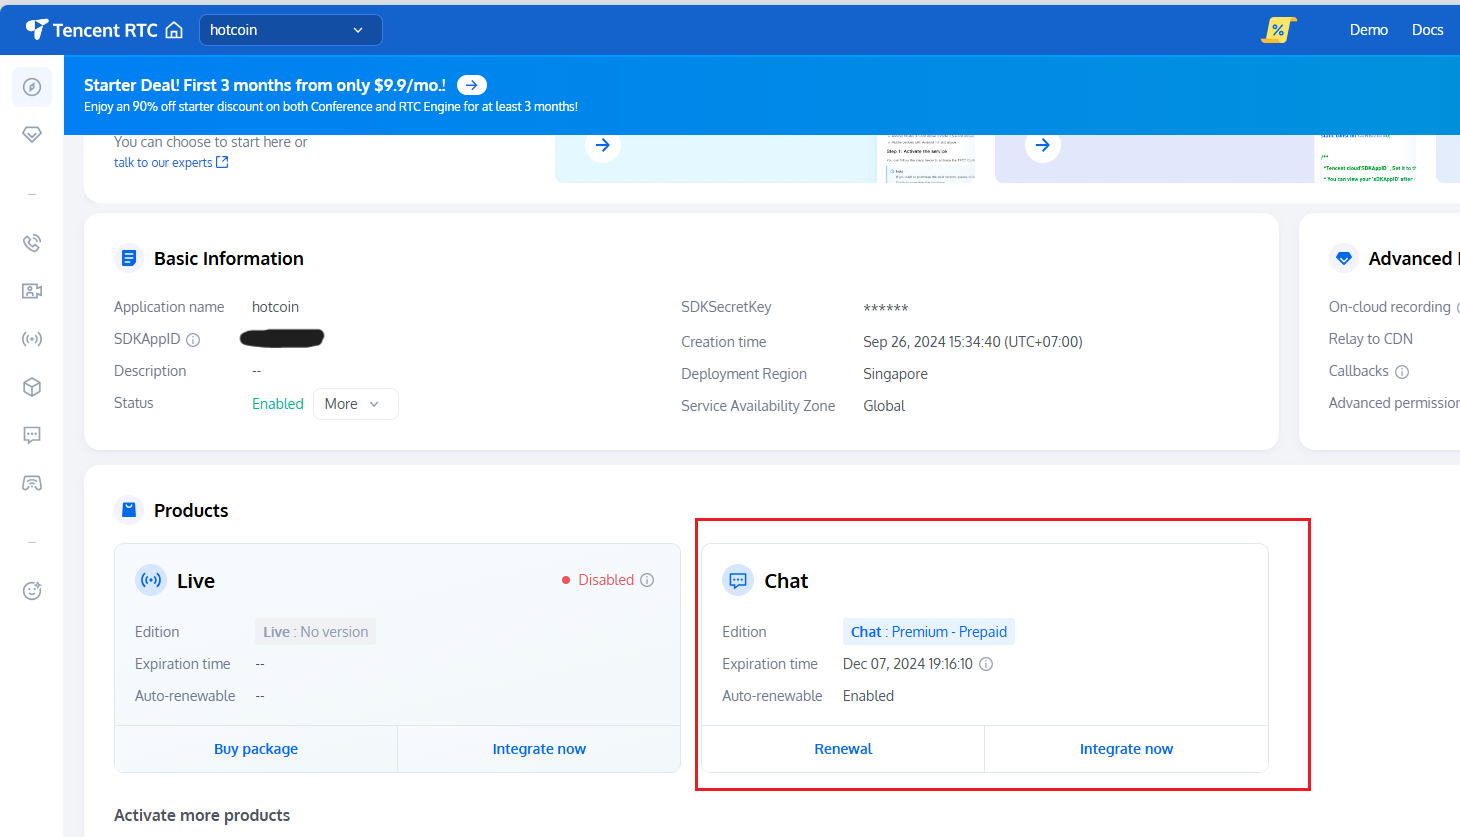 Tencent RTC
hotcoin
%
Demo
Docs
Starter Deal! First 3 months from only $9.9/mo.!
Enjoy an 90% off starter discount on both Conference and RTC Engine for at least 3 months!
You can choose to start here or
talk to our experts
Step 1: Activate the service
/**
Basic Information
Application name hotcoin
SDKAppID
Description --
Status Enabled More
SDKSecretKey ******
Creation time Sep 26, 2024 15:34:40 (UTC+07:00)
Deployment Region Singapore
Service Availability Zone Global
Advanced
On-cloud recording
Relay to CDN
Callbacks
Advanced permission
Products
Live
Disabled
Edition Live : No version
Expiration time --
Auto-renewable --
Buy package
Integrate now
Chat
Edition Chat : Premium - Prepaid
Expiration time Dec 07, 2024 19:16:10
Auto-renewable Enabled
Renewal
Integrate now
Activate more products